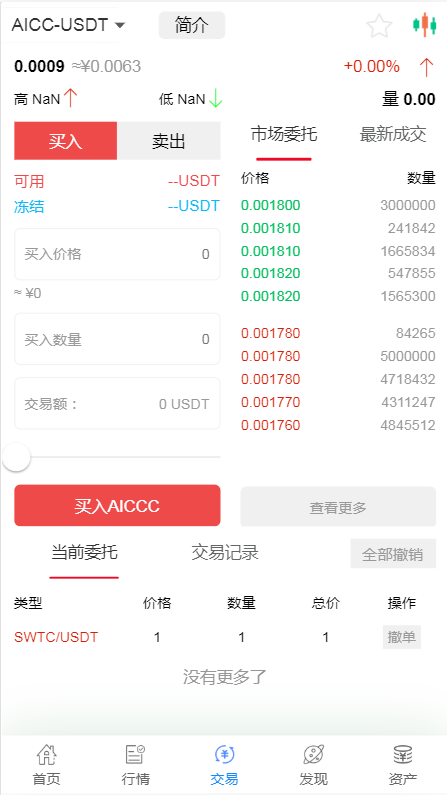 AICC-USDT 简介
0.0009 ≈¥0.0063 +0.00%
高 NaN 低 NaN 量 0.00
买入 卖出 市场委托 最新成交
可用 --USDT
冻结 --USDT
买入价格 0
≈ ¥0
买入数量 0
交易额： 0 USDT
买入AICCC
价格 数量
0.001800 3000000
0.001810 241842
0.001810 1665834
0.001820 547855
0.001820 1565300
0.001780 84265
0.001780 5000000
0.001780 4718432
0.001770 4311247
0.001760 4845512
查看更多
当前委托 交易记录 全部撤销
类型 价格 数量 总价 操作
SWTC/USDT 1 1 1 撤单
没有更多了
首页 行情 交易 发现 资产